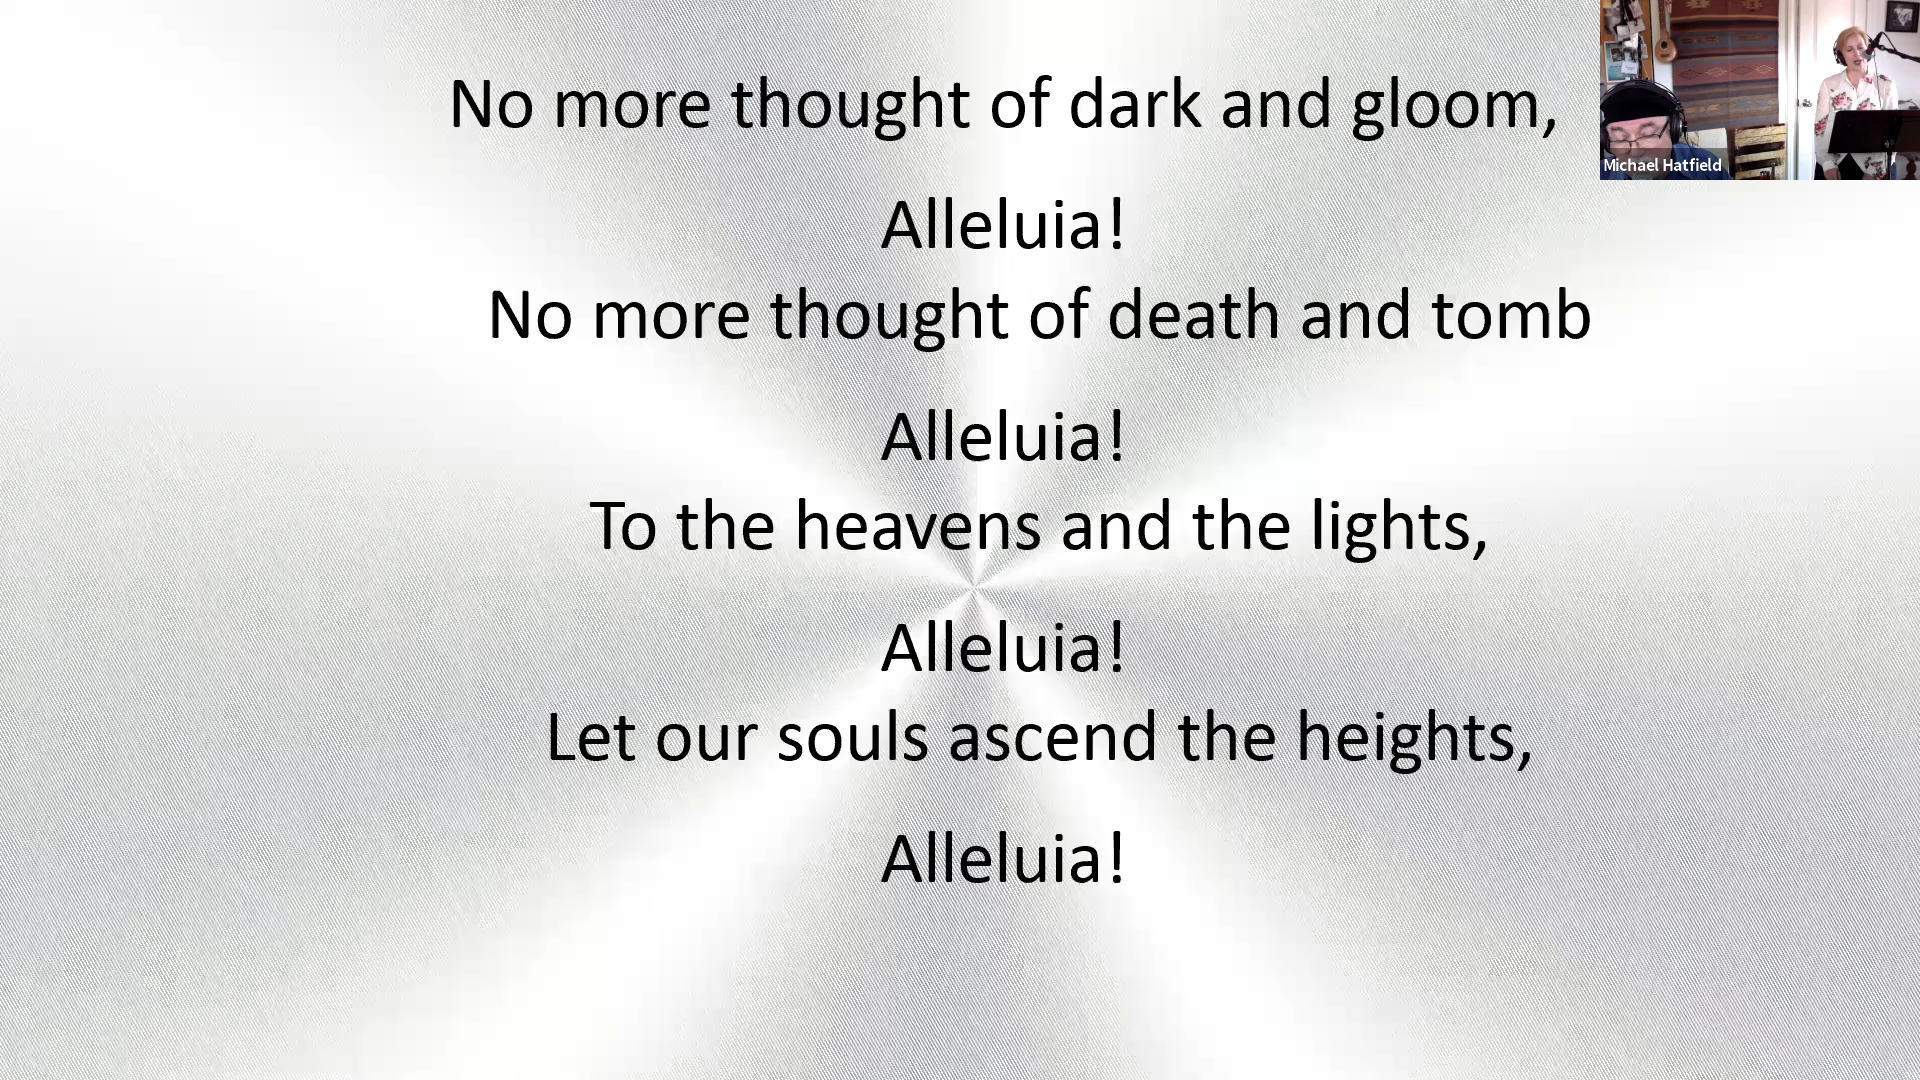 No more thought of dark and gloom,
Alleluia!
No more thought of death and tomb
Alleluia!
To the heavens and the lights,
Alleluia!
Let our souls ascend the heights,
Alleluia!
Michael Hatfield